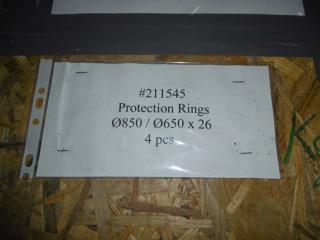 #211545
Protection Rings
Ø850 / Ø650 x 26
4 pcs